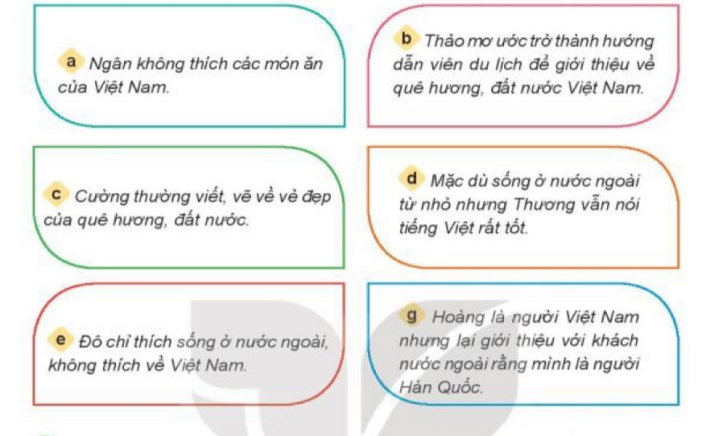 a Ngân không thích các món ăn
của Việt Nam.
b Thảo mơ ước trở thành hướng
dẫn viên du lịch để giới thiệu về
quê hương, đất nước Việt Nam.
c Cường thường viết, vẽ về vẻ đẹp
của quê hương, đất nước.
d Mặc dù sống ở nước ngoài
từ nhỏ nhưng Thương vẫn nói
tiếng Việt rất tốt.
e Đô chỉ thích sống ở nước ngoài,
không thích về Việt Nam.
g Hoàng là người Việt Nam
nhưng lại giới thiệu với khách
nước ngoài rằng mình là người
Hàn Quốc.